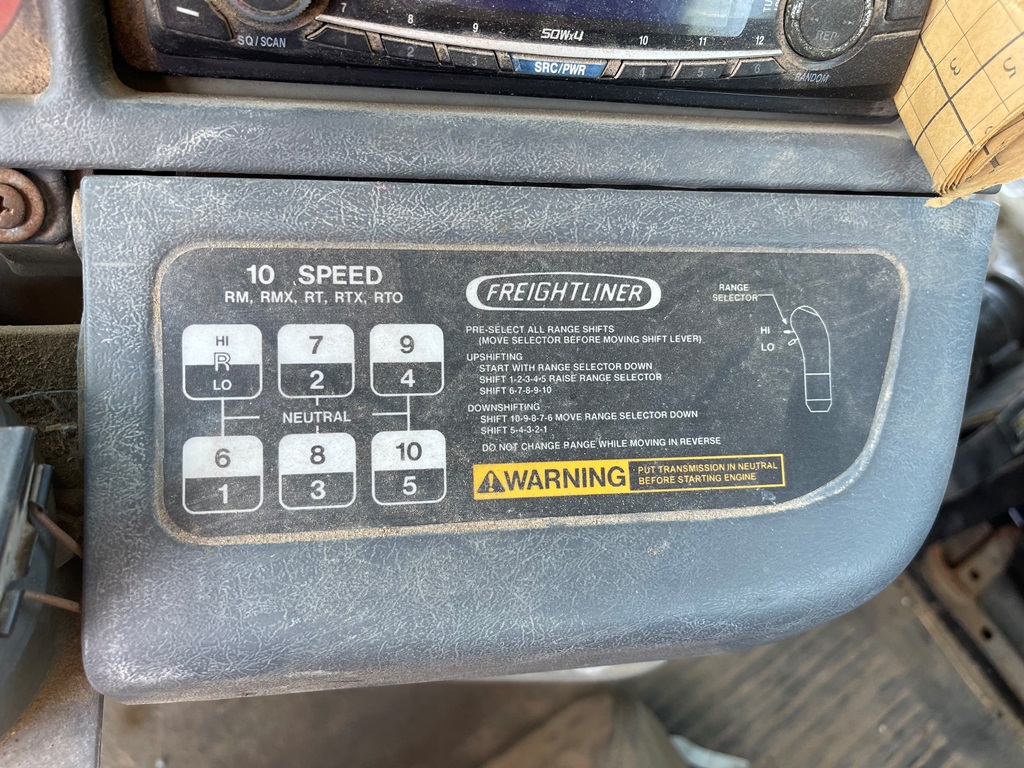 7
8
9
10
11
12
SQ/SCAN
1
2
3
50Wx4
SRC/PWR
4
5
6
RANDOM
3
5
10 SPEED
RM, RMX, RT, RTX, RTO
HI
R
LO
7
2
9
4
NEUTRAL
6
1
8
3
10
5
FREIGHTLINER
PRE-SELECT ALL RANGE SHIFTS
(MOVE SELECTOR BEFORE MOVING SHIFT LEVER)
UPSHIFTING
START WITH RANGE SELECTOR DOWN
SHIFT 1-2-3-4-5 RAISE RANGE SELECTOR
SHIFT 6-7-8-9-10
DOWNSHIFTING
SHIFT 10-9-8-7-6 MOVE RANGE SELECTOR DOWN
SHIFT 5-4-3-2-1
DO NOT CHANGE RANGE WHILE MOVING IN REVERSE
WARNING
PUT TRANSMISSION IN NEUTRAL
BEFORE STARTING ENGINE
RANGE
SELECTOR
HI
LO